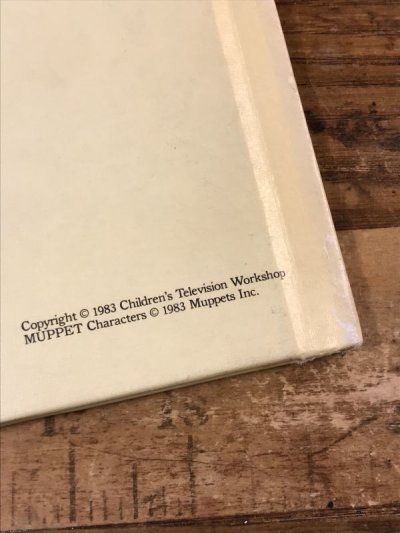 Copyright © 1983 Children's Television Workshop
MUPPET Characters © 1983 Muppets Inc.